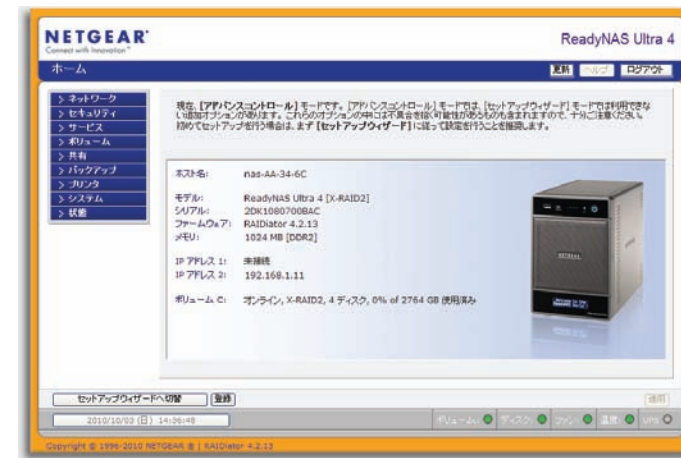 NETGEAR®
Connect with Innovation™
ReadyNAS Ultra 4
ホーム
更新 ヘルプ ログアウト
> ネットワーク
> セキュリティ
> サービス
> ボリューム
> 共有
> バックアップ
> プリンタ
> システム
> 状態
現在、[アドバンスコントロール] モードです。[アドバンスコントロール] モードでは、[セットアップウィザード] モードでは利用できな
い追加オプションがあります。これらのオプションの中には不具合を招く可能性があるものも含まれますので、十分ご注意ください。
初めてセットアップを行う場合は、まず [セットアップウィザード] に従って設定を行うことを推奨します。
ホスト名: nas-AA-34-6C
モデル: ReadyNAS Ultra 4 [X-RAID2]
シリアル: 2DK1080700BAC
ファームウェア: RAIDiator 4.2.13
メモリ: 1024 MB [DDR2]
IP アドレス 1: 未接続
IP アドレス 2: 192.168.1.11
ボリューム C: オンライン, X-RAID2, 4 ディスク, 0% of 2764 GB 使用済み
NETGEAR
セットアップウィザードへ切替 登録 適用
2010/10/03 (日) 14:36:48
ボリューム: ディスク: ファン: 温度: UPS
Copyright © 1996-2010 NETGEAR ® | RAIDiator 4.2.13